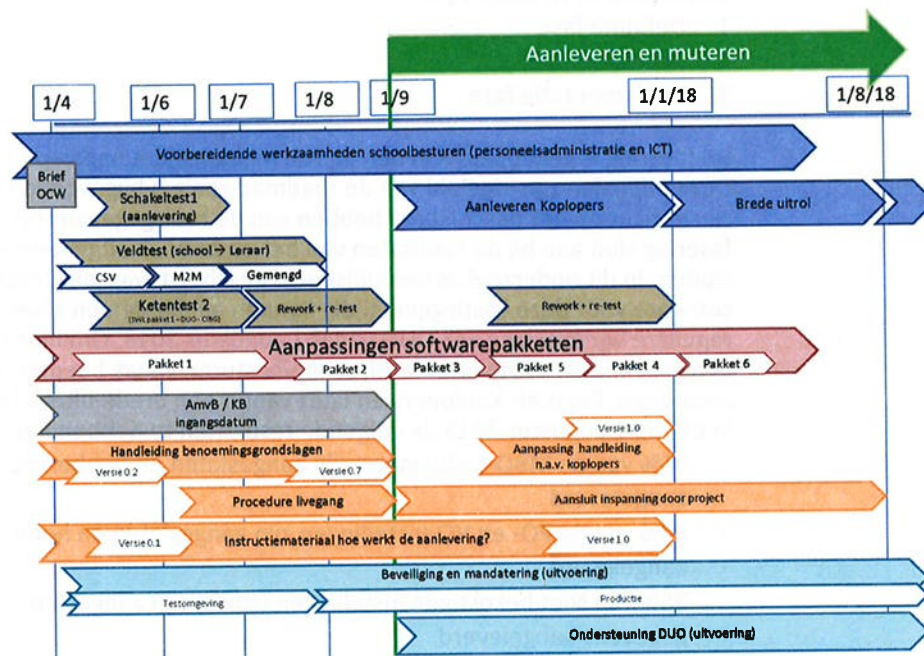 Aanleveren en muteren
1/4
1/6
1/7
1/8
1/9
1/1/18
1/8/18
Voorbereidende werkzaamheden schoolbesturen (personeelsadministratie en ICT)
Brief
OCW
Schakeltest1
(aanlevering)
Aanleveren Koplopers
Brede uitrol
Veldtest (school → Leraar)
CSV
M2M
Gemengd
Ketentest 2
Rework + re-test
Rework + re-test
Aanpassingen softwarepakketten
Pakket 1
Pakket 2
Pakket 3
Pakket 5
Pakket 4
Pakket 6
AmvB / KB
ingangsdatum
Versie 1.0
Handleiding benoemingsgrondslagen
Versie 0.2
Versie 0.7
Aanpassing handleiding
n.a.v. koplopers
Procedure livegang
Aansluit inspanning door project
Versie 0.1
Instructiemateriaal hoe werkt de aanlevering?
Versie 1.0
Beveiliging en mandatering (uitvoering)
Testomgeving
Productie
Ondersteuning DUO (uitvoering)